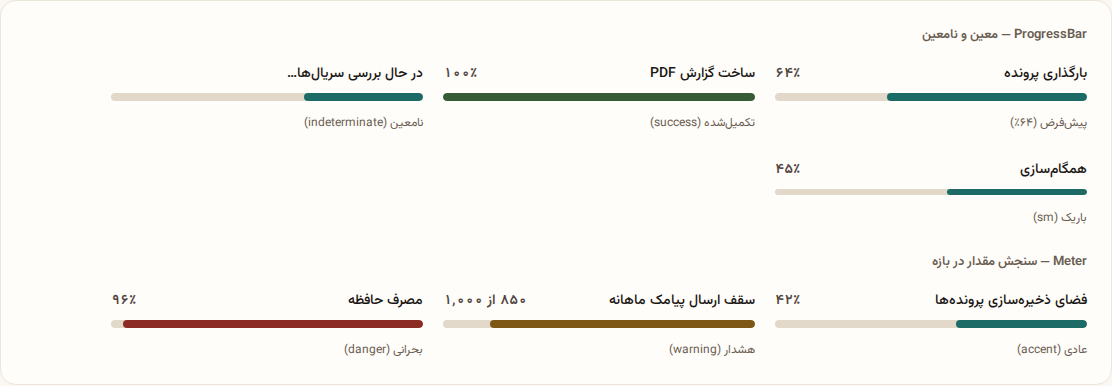 ProgressBar — معین و نامعین
بارگذاری پرونده ۶۴٪
پیش‌فرض (۶۴٪)
ساخت گزارش PDF ۱۰۰٪
تکمیل‌شده (success)
در حال بررسی سریال‌ها…
نامعین (indeterminate)
همگام‌سازی ۴۵٪
باریک (sm)
Meter — سنجش مقدار در بازه
فضای ذخیره‌سازی پرونده‌ها ۴۲٪
عادی (accent)
سقف ارسال پیامک ماهانه ۸۵۰ از ۱,۰۰۰
هشدار (warning)
مصرف حافظه ۹۶٪
بحرانی (danger)